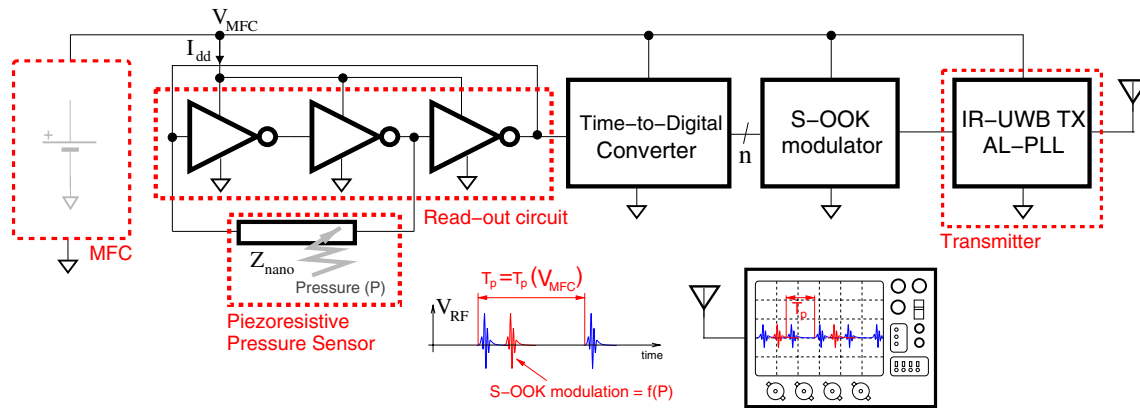 V_MFC
I_dd
+
Time−to−Digital
Converter
n
S−OOK
modulator
IR−UWB TX
AL−PLL
Read−out circuit
Transmitter
MFC
Z_nano
Pressure (P)
Piezoresistive
Pressure Sensor
T_p=T_p(V_MFC)
V_RF
time
S−OOK modulation = f(P)
T_p